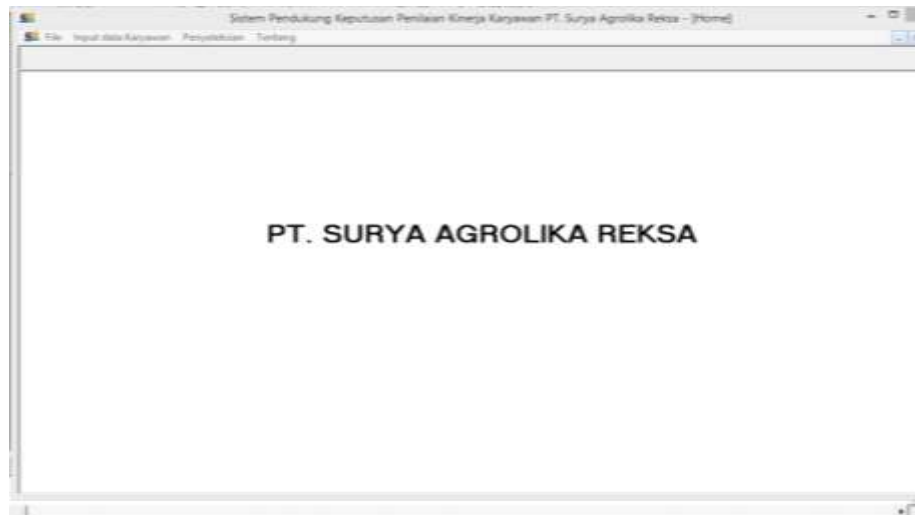 Sistem Pendukung Keputusan Penilaian Kinerja Karyawan PT. Surya Agrolika Reksa - [Home]
File Input data Karyawan Penyeleksian Tentang
PT. SURYA AGROLIKA REKSA